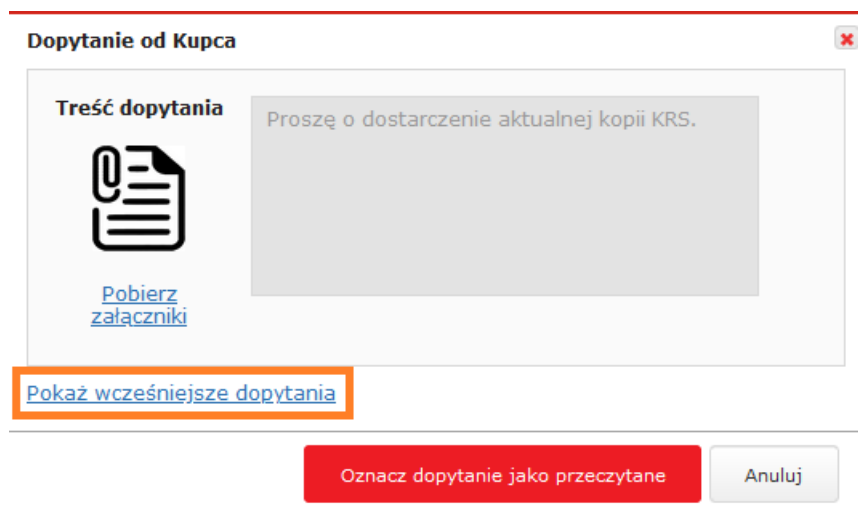 Dopytanie od Kupca
Treść dopytania
Proszę o dostarczenie aktualnej kopii KRS.
Pobierz
załączniki
Pokaż wcześniejsze dopytania
Oznacz dopytanie jako przeczytane
Anuluj